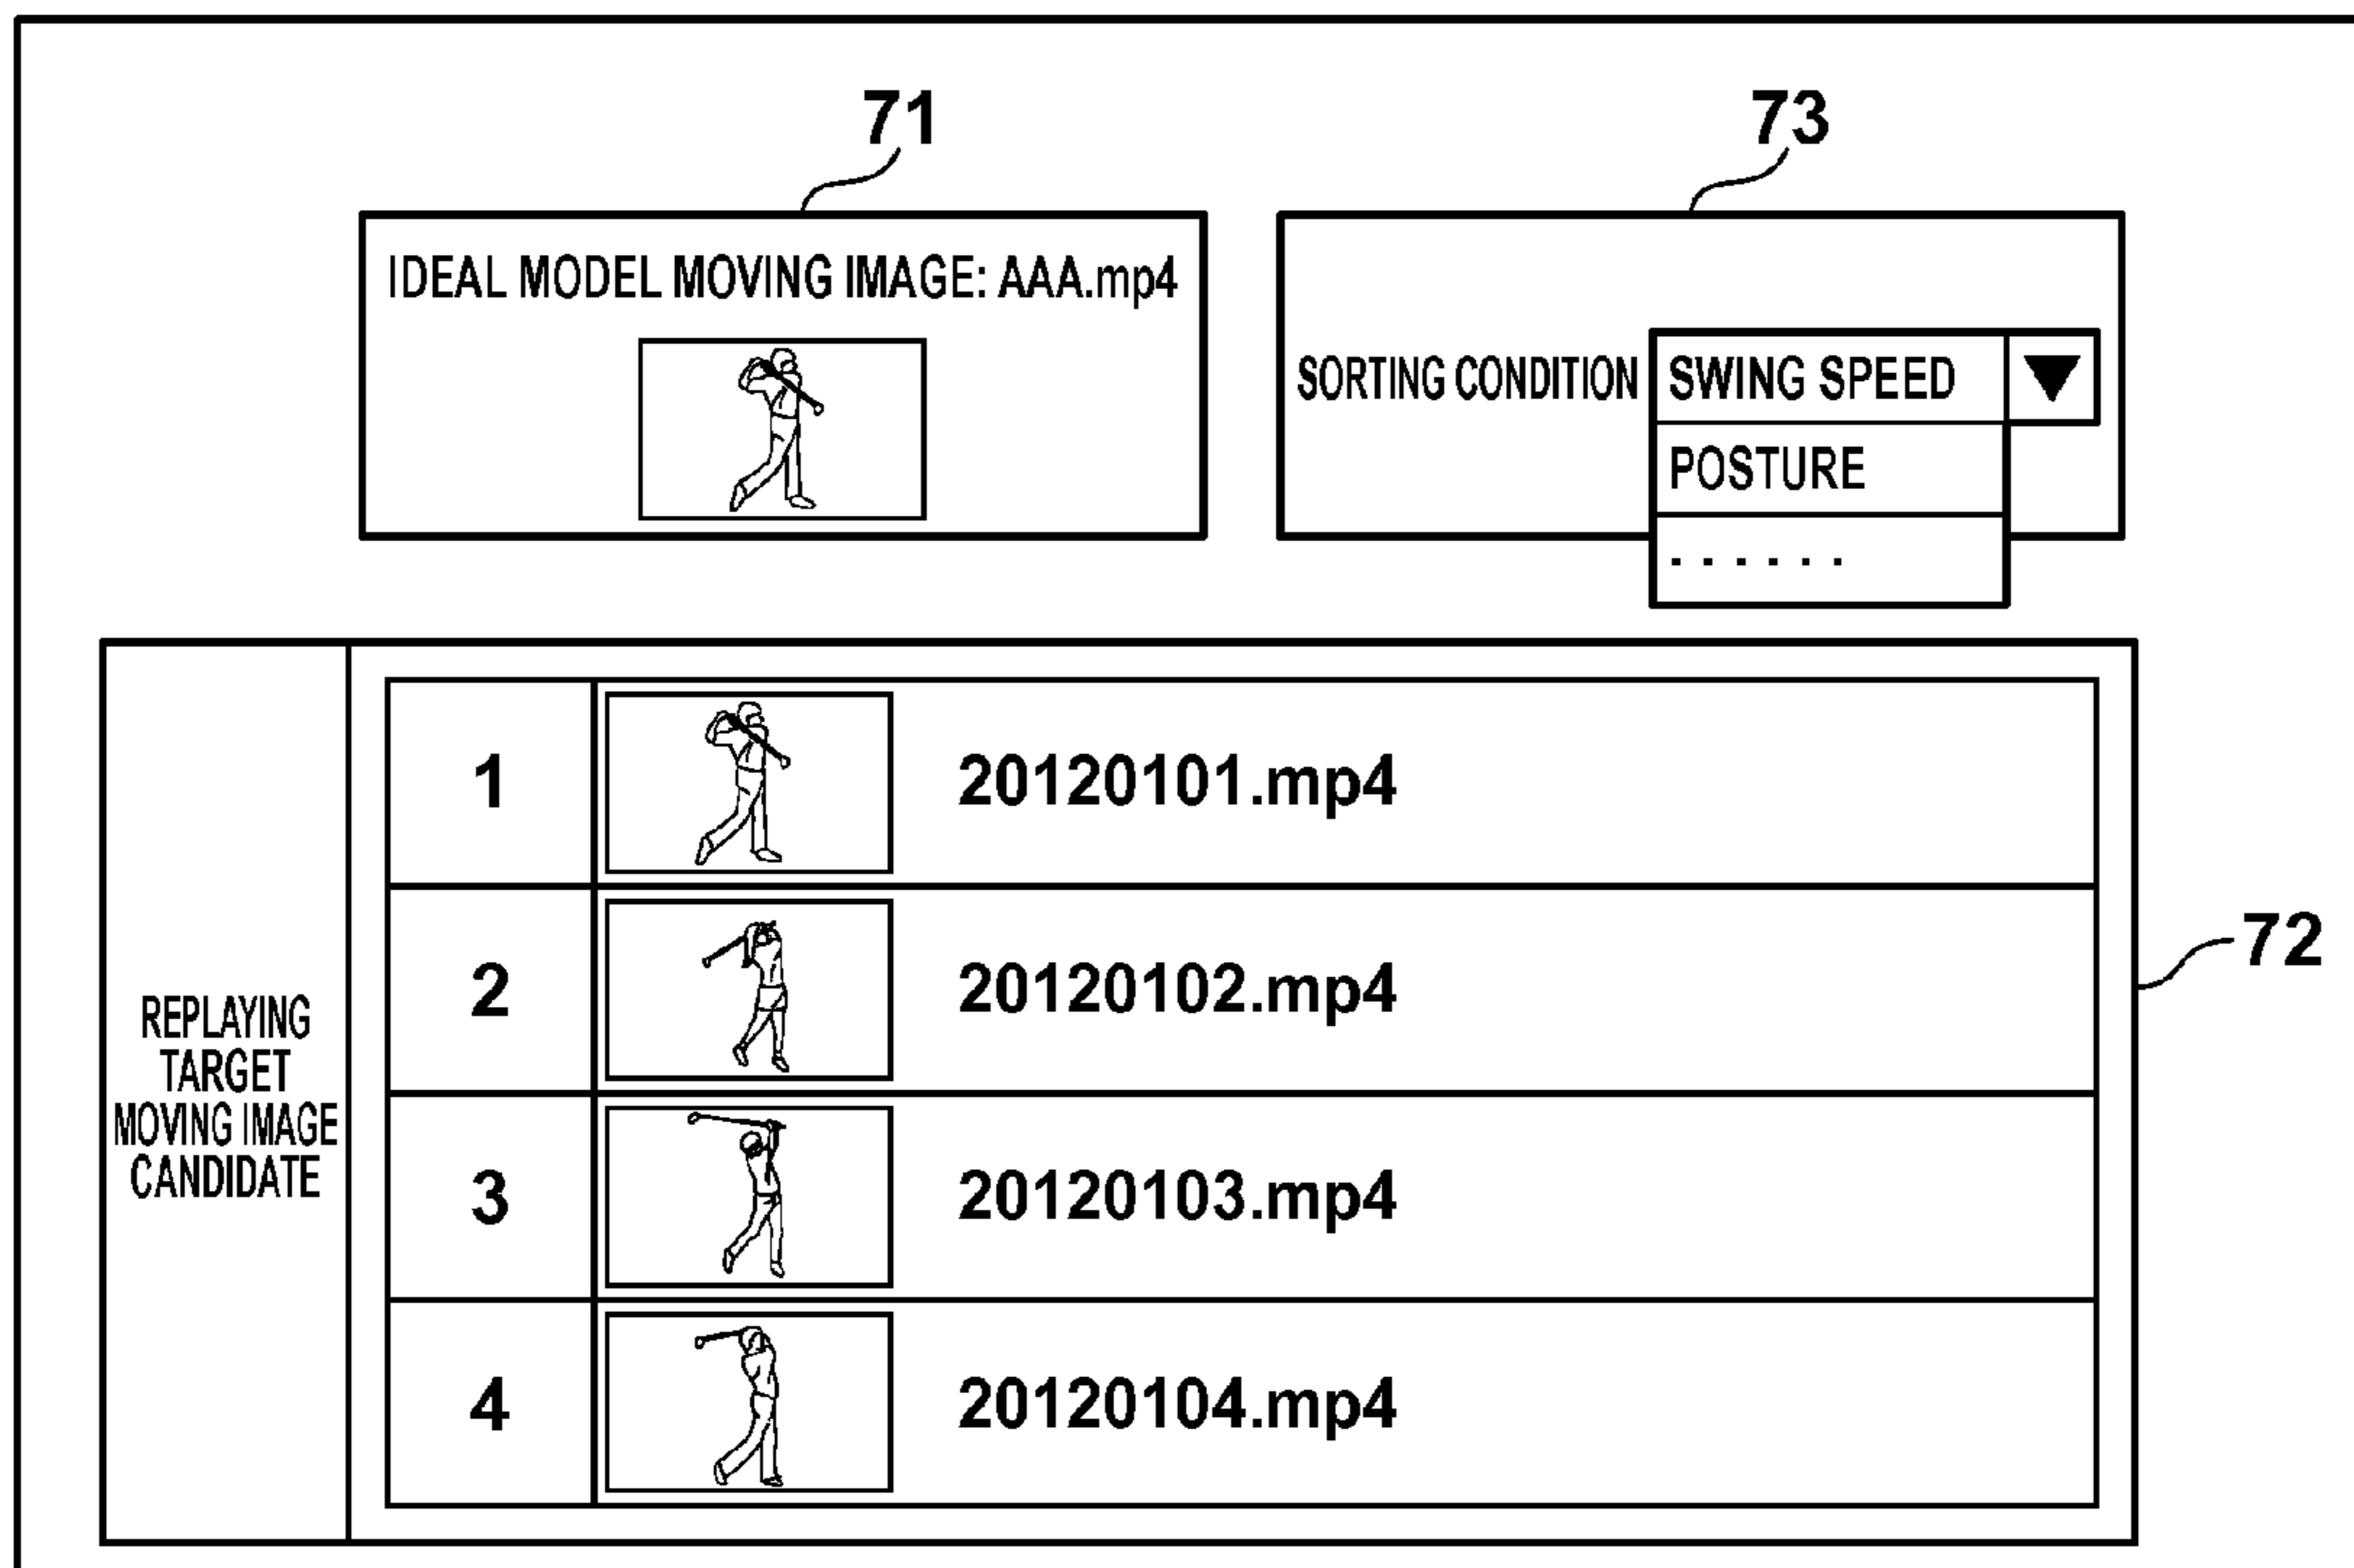 71
73
IDEAL MODEL MOVING IMAGE: AAA.mp4
SORTING CONDITION
SWING SPEED
POSTURE
......
REPLAYING
TARGET
MOVING IMAGE
CANDIDATE
1 20120101.mp4
2 20120102.mp4
3 20120103.mp4
4 20120104.mp4
72